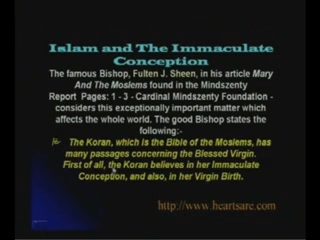 Islam and The Immaculate
Conception
The famous Bishop, Fulten J. Sheen, in his article Mary
And The Moslems found in the Mindszenty
Report Pages: 1 - 3 - Cardinal Mindszenty Foundation -
considers this exceptionally important matter which
affects the whole world. The good Bishop states the
following:-
The Koran, which is the Bible of the Moslems, has
many passages concerning the Blessed Virgin.
First of all, the Koran believes in her Immaculate
Conception, and also, in her Virgin Birth.
http://www.heartsare.com